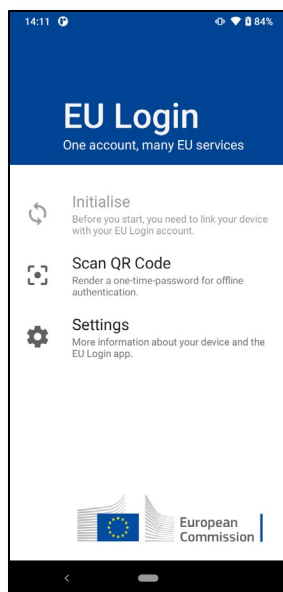 14:11 84%
EU Login
One account, many EU services
Initialise
Before you start, you need to link your device
with your EU Login account.
Scan QR Code
Render a one-time-password for offline
authentication.
Settings
More information about your device and the
EU Login app.
European
Commission